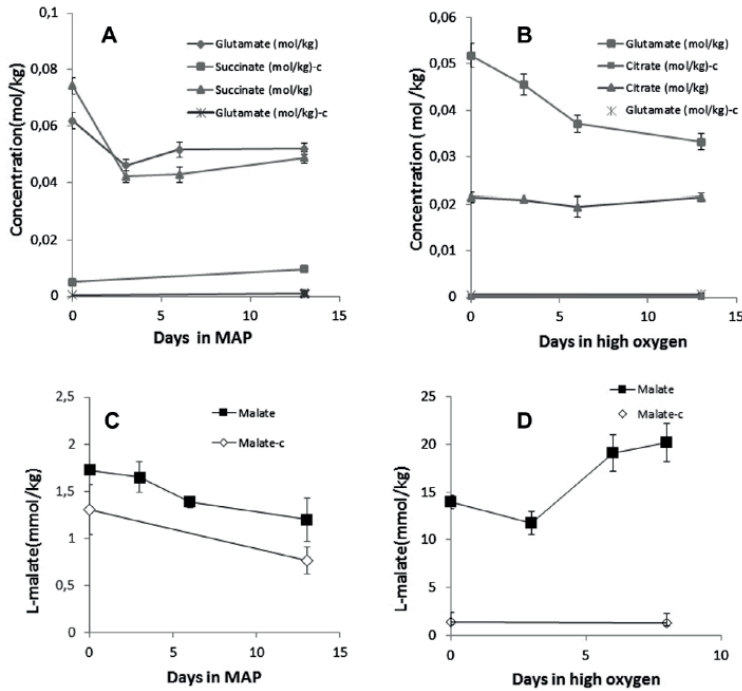 A
Concentration(mol/kg)
0,1
0,08
0,06
0,04
0,02
0
Glutamate (mol/kg)
Succinate (mol/kg)-c
Succinate (mol/kg)
Glutamate (mol/kg)-c
0 5 10 15
Days in MAP
B
Concentration ( mol /kg)
0,06
0,05
0,04
0,03
0,02
0,01
0
Glutamate (mol/kg)
Citrate (mol/kg)-c
Citrate (mol/kg)
Glutamate (mol/kg)-c
0 5 10 15
Days in high oxygen
C
L-malate(mmol/kg)
2,5
2
1,5
1
0,5
0
Malate
Malate-c
0 5 10 15
Days in MAP
D
L-malate(mmol/kg)
25
20
15
10
5
0
Malate
Malate-c
0 5 10
Days in high oxygen